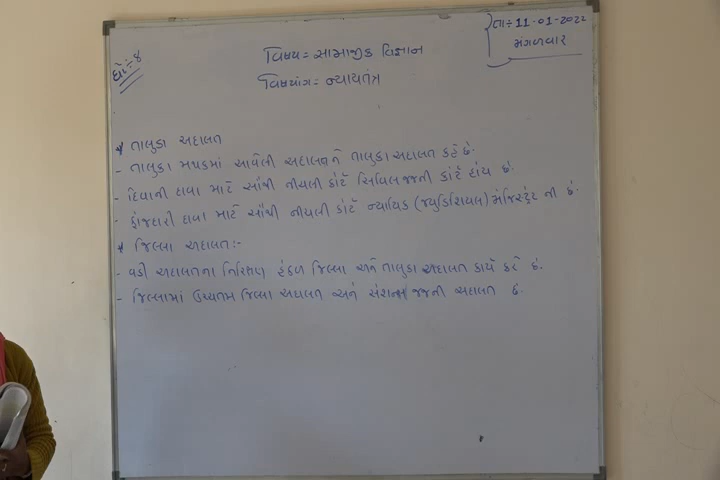 ધોઃ ૪
તા÷ 11-01-2022
મંગળવાર
વિષય = સામાજીક વિજ્ઞાન
વિષયાંગ = ન્યાયતંત્ર
* તાલુકા અદાલત
- તાલુકા મથકમાં આવેલી અદાલતને તાલુકા અદાલત કહે છે.
- દિવાની દાવા માટે સૌથી નીચલી કોર્ટ સિવિલ જજની કોર્ટ હોય છે.
- ફોજદારી દાવા માટે સૌથી નીચલી કોર્ટ ન્યાયિક (જ્યુડિશિયલ) મેજિસ્ટ્રેટ ની છે.
* જિલ્લા અદાલત:-
- વડી અદાલતના નિરિક્ષણ હેઠળ જિલ્લા અને તાલુકા અદાલત કાર્ય કરે છે.
- જિલ્લામાં ઉચ્ચતમ જિલ્લા અદાલત અને સેશન્સ જજની અદાલત છે.